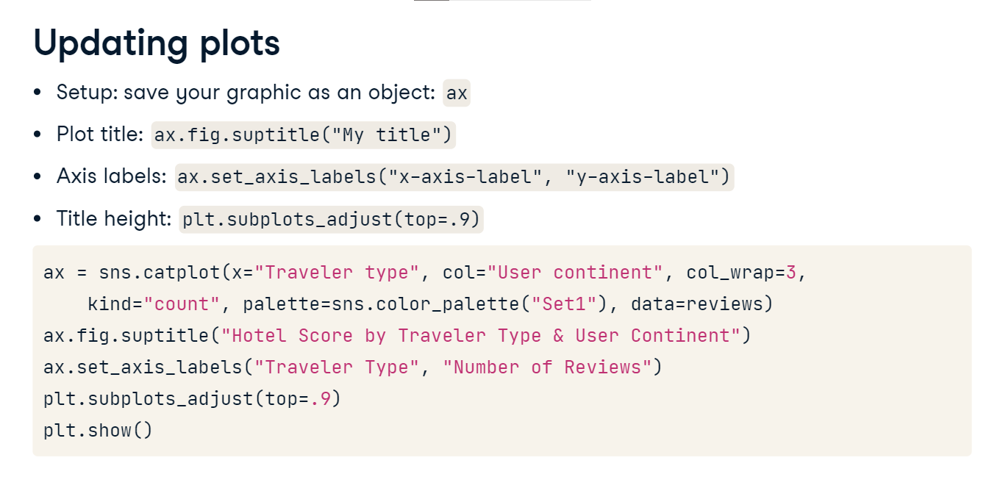 Updating plots
• Setup: save your graphic as an object: ax
• Plot title: ax.fig.suptitle("My title")
• Axis labels: ax.set_axis_labels("x-axis-label", "y-axis-label")
• Title height: plt.subplots_adjust(top=.9)
ax = sns.catplot(x="Traveler type", col="User continent", col_wrap=3,
    kind="count", palette=sns.color_palette("Set1"), data=reviews)
ax.fig.suptitle("Hotel Score by Traveler Type & User Continent")
ax.set_axis_labels("Traveler Type", "Number of Reviews")
plt.subplots_adjust(top=.9)
plt.show()